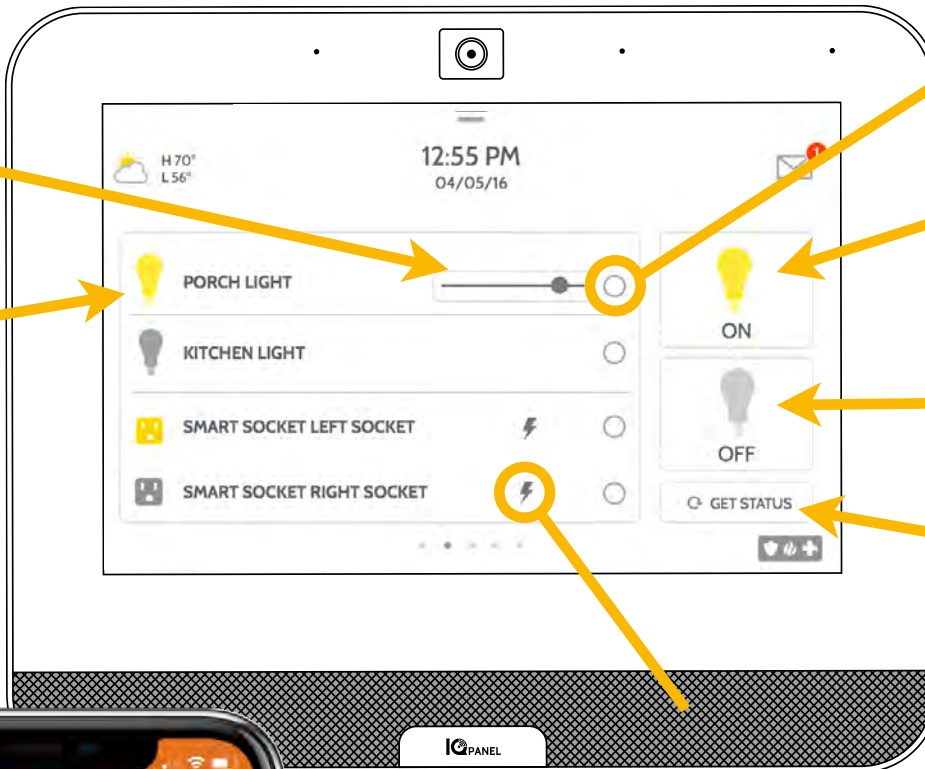 H 70°
L 56°
12:55 PM
04/05/16
1
PORCH LIGHT
KITCHEN LIGHT
SMART SOCKET LEFT SOCKET
SMART SOCKET RIGHT SOCKET
ON
OFF
GET STATUS
IQ PANEL